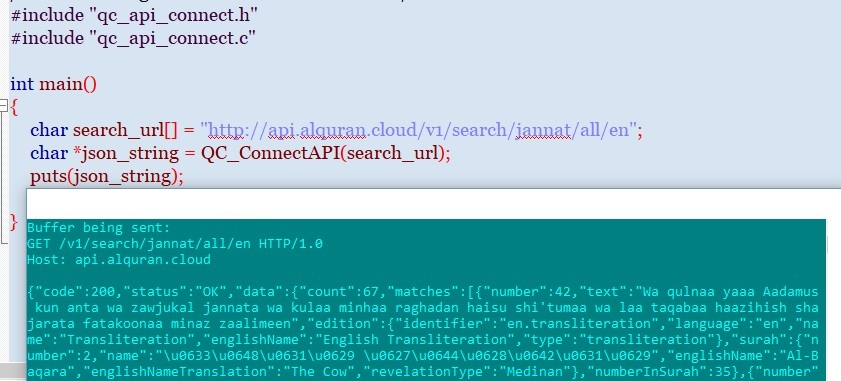 #include "qc_api_connect.h"
#include "qc_api_connect.c"
int main()
{
char search_url[] = "http://api.alquran.cloud/v1/search/jannat/all/en";
char *json_string = QC_ConnectAPI(search_url);
puts(json_string);
}
Buffer being sent:
GET /v1/search/jannat/all/en HTTP/1.0
Host: api.alquran.cloud
{"code":200,"status":"OK","data":{"count":67,"matches":[{"number":42,"text":"Wa qulnaa yaaa Aadamus
kun anta wa zawjukal jannata wa kulaa minhaa raghadan haisu shi'tumaa wa laa taqabaa haazihish sha
jarata fatakoonaa minaz zaalimeen","edition":{"identifier":"en.transliteration","language":"en","na
me":"Transliteration","englishName":"English Transliteration","type":"transliteration"},"surah":{"n
umber":2,"name":"\u0633\u0648\u0631\u0629 \u0627\u0644\u0628\u0642\u0631\u0629","englishName":"Al-B
aqara","englishNameTranslation":"The Cow","revelationType":"Medinan"},"numberInSurah":35},{"number"